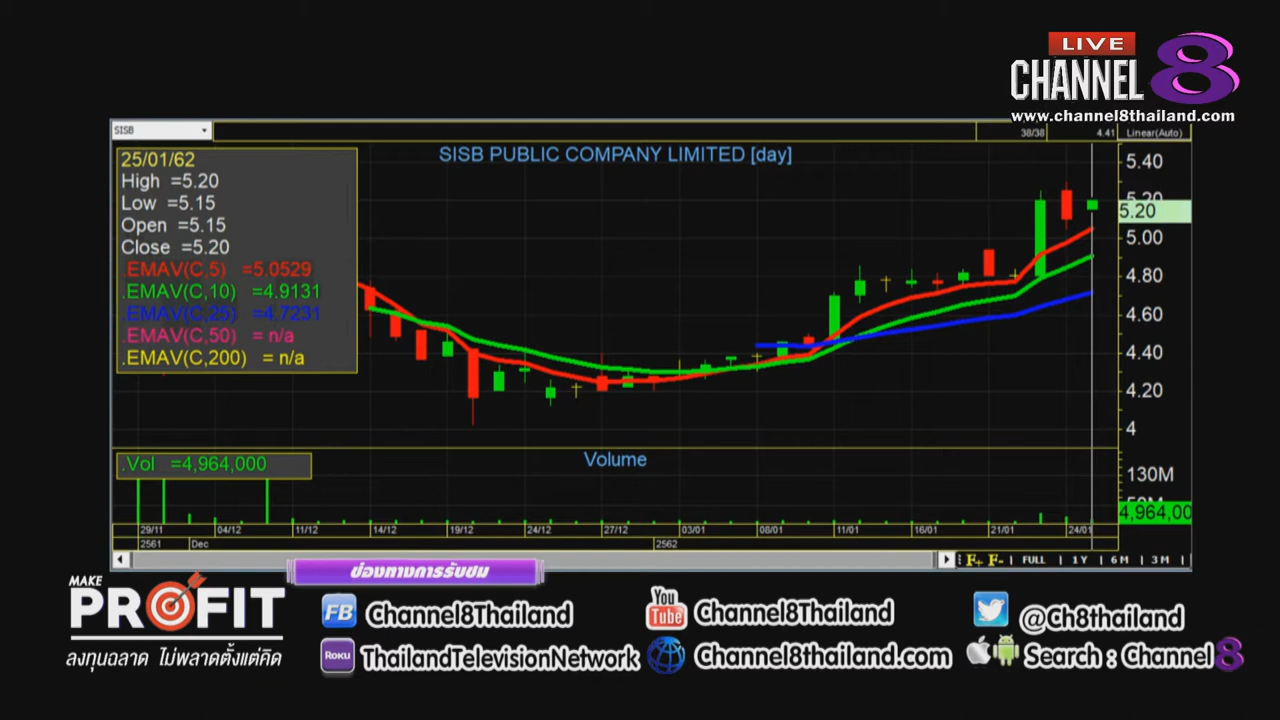 LIVE
CHANNEL 8
www.channel8thailand.com
SISB
38/38
4.41
Linear(Auto)
SISB PUBLIC COMPANY LIMITED [day]
25/01/62
High =5.20
Low =5.15
Open =5.15
Close =5.20
.EMAV(C,5) =5.0529
.EMAV(C,10) =4.9131
.EMAV(C,25) =4.7231
.EMAV(C,50) = n/a
.EMAV(C,200) = n/a
5.40
5.20
5.20
5.00
4.80
4.60
4.40
4.20
4
.Vol =4,964,000
Volume
130M
50M
4,964,00
29/11 04/12 11/12 14/12 19/12 24/12 27/12 03/01 08/01 11/01 16/01 21/01 24/01
2561 Dec 2562
F+ F- FULL 1Y 6M 3M
ช่องทางการรับชม
MAKE
PROFIT
ลงทุนฉลาด ไม่พลาดตั้งแต่คิด
FB Channel8Thailand
You Tube Channel8Thailand
@Ch8thailand
ROKU ThailandTelevisionNetwork
Channel8thailand.com
Search : Channel 8